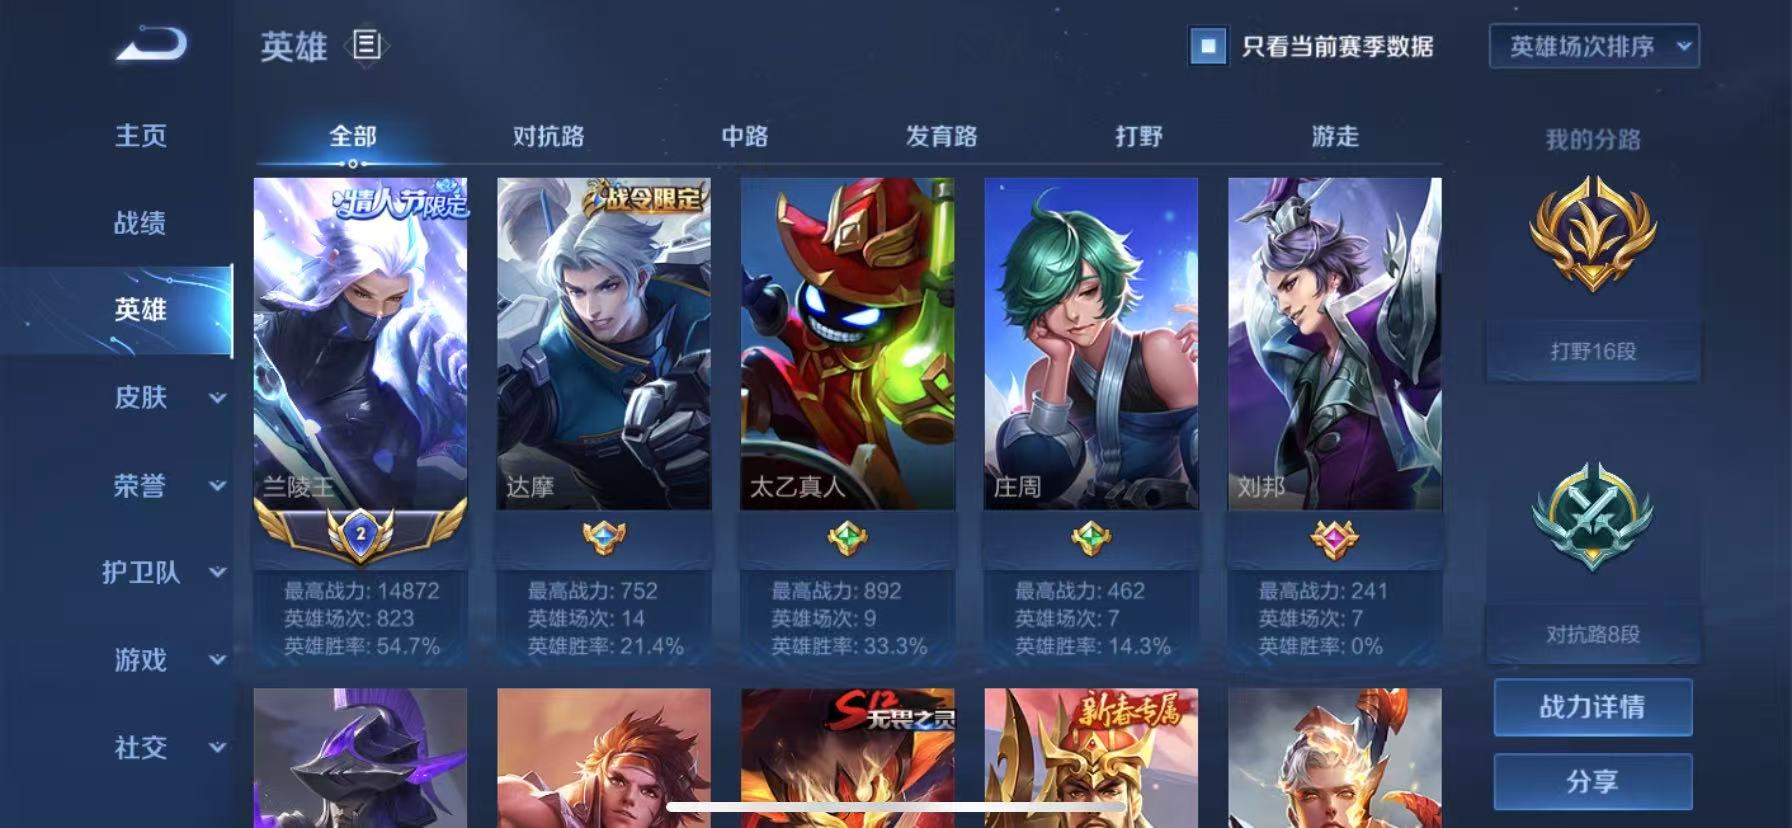 英雄
只看当前赛季数据
英雄场次排序
主页
战绩
英雄
皮肤
荣誉
护卫队
游戏
社交
全部
对抗路
中路
发育路
打野
游走
情人节限定
兰陵王
2
最高战力: 14872
英雄场次: 823
英雄胜率: 54.7%
战令限定
达摩
最高战力: 752
英雄场次: 14
英雄胜率: 21.4%
太乙真人
最高战力: 892
英雄场次: 9
英雄胜率: 33.3%
庄周
最高战力: 462
英雄场次: 7
英雄胜率: 14.3%
刘邦
最高战力: 241
英雄场次: 7
英雄胜率: 0%
S12
无畏之灵
新春专属
我的分路
打野16段
对抗路8段
战力详情
分享